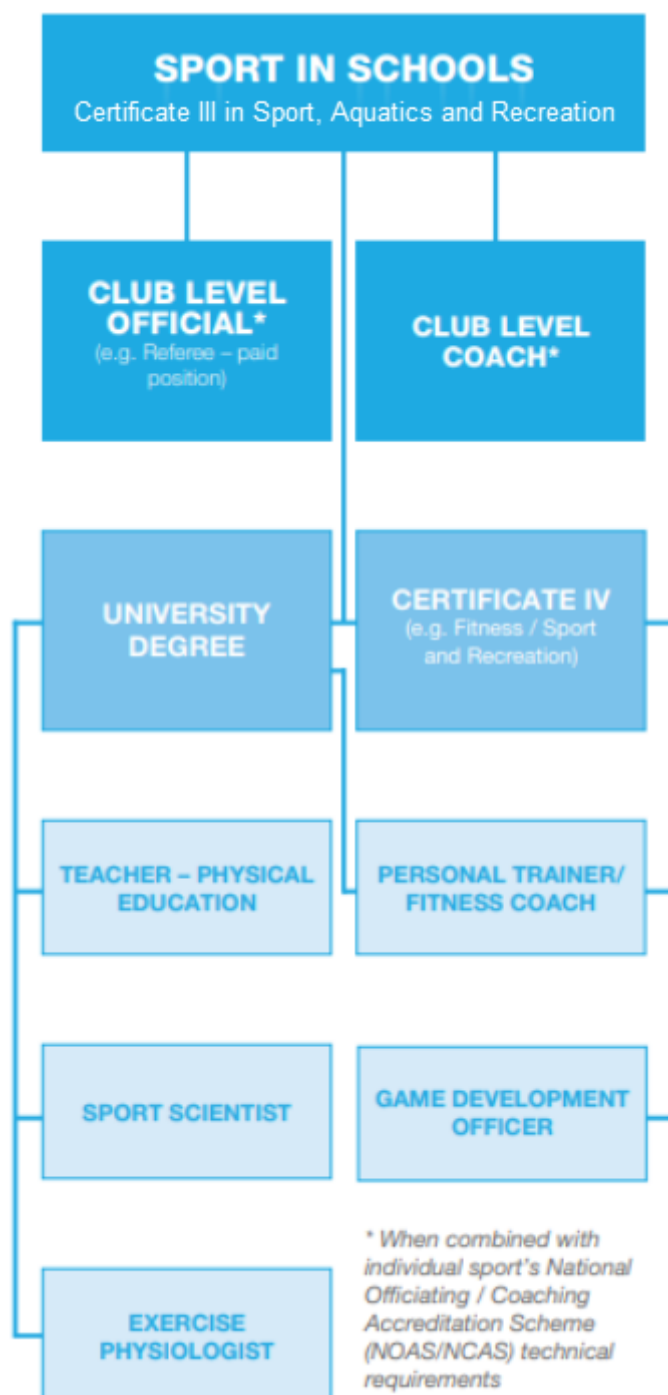 SPORT IN SCHOOLS
Certificate III in Sport, Aquatics and Recreation
CLUB LEVEL
OFFICIAL*
(e.g. Referee – paid
position)
CLUB LEVEL
COACH*
UNIVERSITY
DEGREE
CERTIFICATE IV
(e.g. Fitness / Sport
and Recreation)
TEACHER – PHYSICAL
EDUCATION
PERSONAL TRAINER/
FITNESS COACH
SPORT SCIENTIST
GAME DEVELOPMENT
OFFICER
EXERCISE
PHYSIOLOGIST
* When combined with
individual sport's National
Officiating / Coaching
Accreditation Scheme
(NOAS/NCAS) technical
requirements